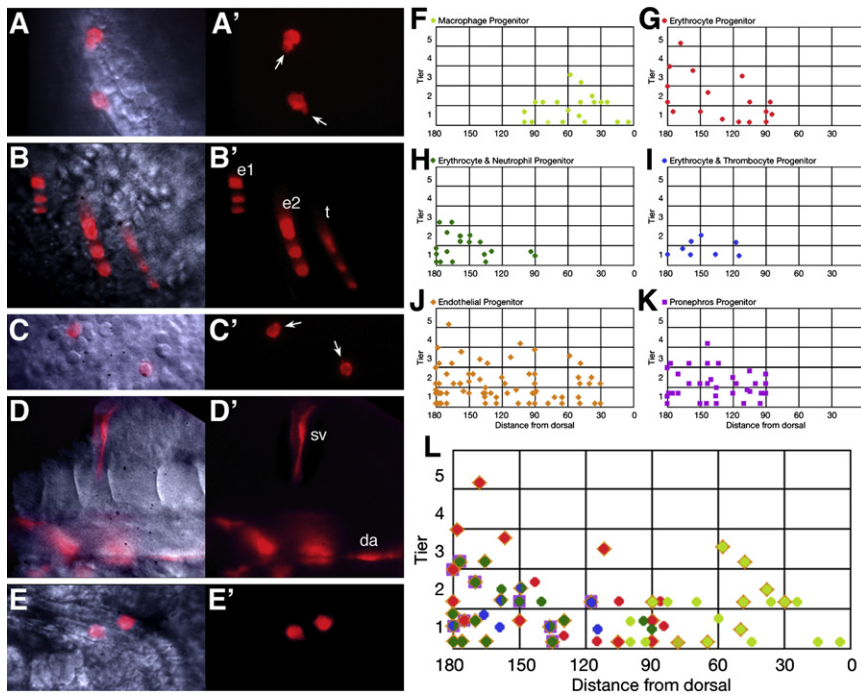 A
A'
B
B'
e1
e2
t
C
C'
D
D'
sv
da
E
E'
F
Macrophage Progenitor
Tier
5
4
3
2
1
180 150 120 90 60 30 0
G
Erythrocyte Progenitor
Tier
5
4
3
2
1
180 150 120 90 60 30 0
H
Erythrocyte & Neutrophil Progenitor
Tier
5
4
3
2
1
180 150 120 90 60 30 0
I
Erythrocyte & Thrombocyte Progenitor
Tier
5
4
3
2
1
180 150 120 90 60 30 0
J
Endothelial Progenitor
Tier
5
4
3
2
1
180 150 120 90 60 30 0
Distance from dorsal
K
Pronephros Progenitor
Tier
5
4
3
2
1
180 150 120 90 60 30 0
Distance from dorsal
L
Tier
5
4
3
2
1
180 150 120 90 60 30 0
Distance from dorsal